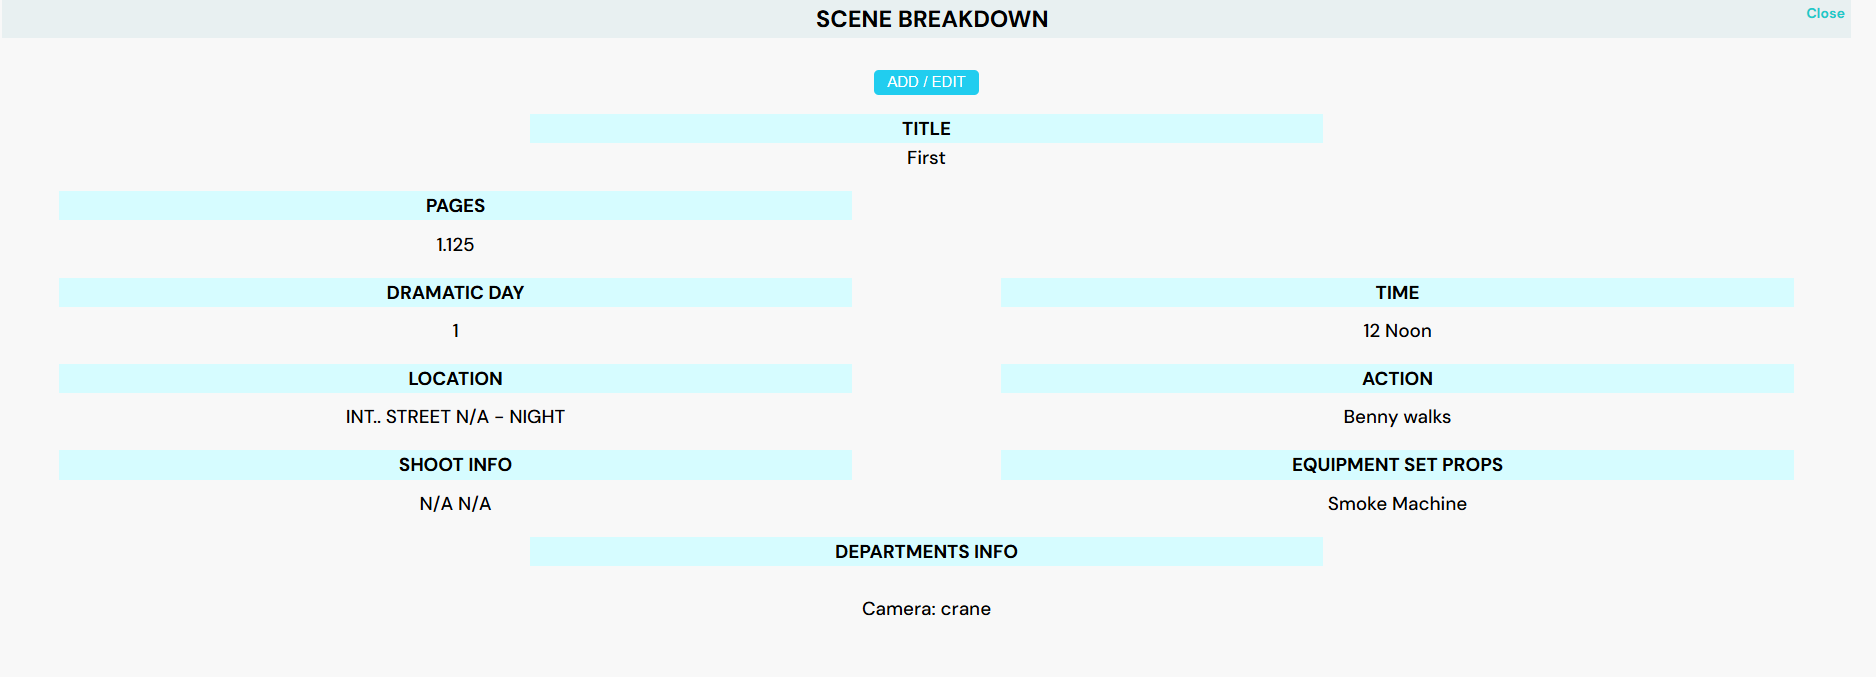 SCENE BREAKDOWN
Close
ADD / EDIT
TITLE
First
PAGES
1.125
DRAMATIC DAY
1
TIME
12 Noon
LOCATION
INT.. STREET N/A - NIGHT
ACTION
Benny walks
SHOOT INFO
N/A N/A
EQUIPMENT SET PROPS
Smoke Machine
DEPARTMENTS INFO
Camera: crane